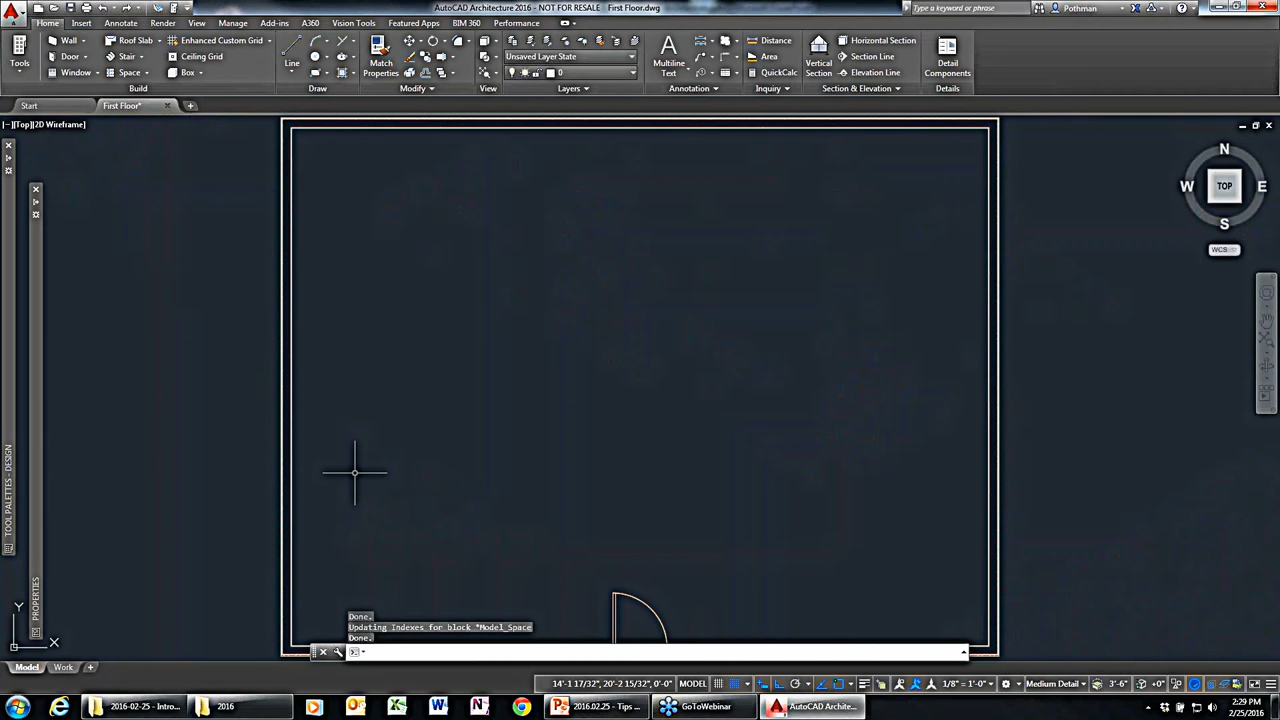 AutoCAD Architecture 2016 - NOT FOR RESALE First Floor.dwg
Type a keyword or phrase
Pothman
Home Insert Annotate Render View Manage Add-ins A360 Vision Tools Featured Apps BIM 360 Performance
Tools
Wall
Door
Window
Roof Slab
Stair
Space
Enhanced Custom Grid
Ceiling Grid
Box
Build
Line
Draw
Match
Properties
Modify
View
Unsaved Layer State
0
Layers
Multiline
Text
Annotation
Distance
Area
QuickCalc
Inquiry
Vertical
Section
Horizontal Section
Section Line
Elevation Line
Section & Elevation
Detail
Components
Details
Start
First Floor*
[−][Top][2D Wireframe]
N
W TOP E
S
WCS
TOOL PALETTES - DESIGN
PROPERTIES
Y
X
Done.
Updating Indexes for block *Model_Space
Done.
Model Work
14'-1 17/32", 20'-2 15/32", 0'-0" MODEL
1/8" = 1'-0"
Medium Detail
3'-6"
+0"
2016-02-25 - Intro...
2016
2016.02.25 - Tips ...
GoToWebinar
AutoCAD Archite...
2:29 PM
2/25/2016